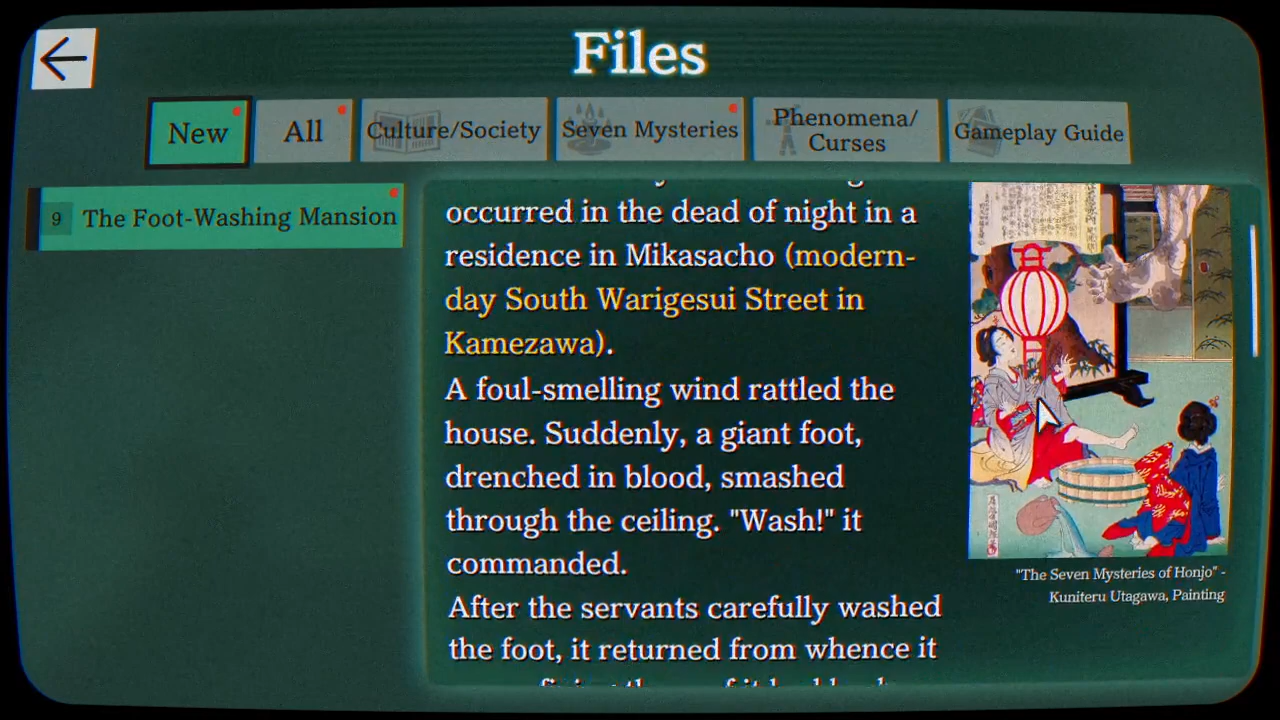 Files
New
All
Culture/Society
Seven Mysteries
Phenomena/
Curses
Gameplay Guide
9 The Foot-Washing Mansion
occurred in the dead of night in a
residence in Mikasacho (modern-
day South Warigesui Street in
Kamezawa).
A foul-smelling wind rattled the
house. Suddenly, a giant foot,
drenched in blood, smashed
through the ceiling. "Wash!" it
commanded.
After the servants carefully washed
the foot, it returned from whence it
"The Seven Mysteries of Honjo" -
Kuniteru Utagawa, Painting